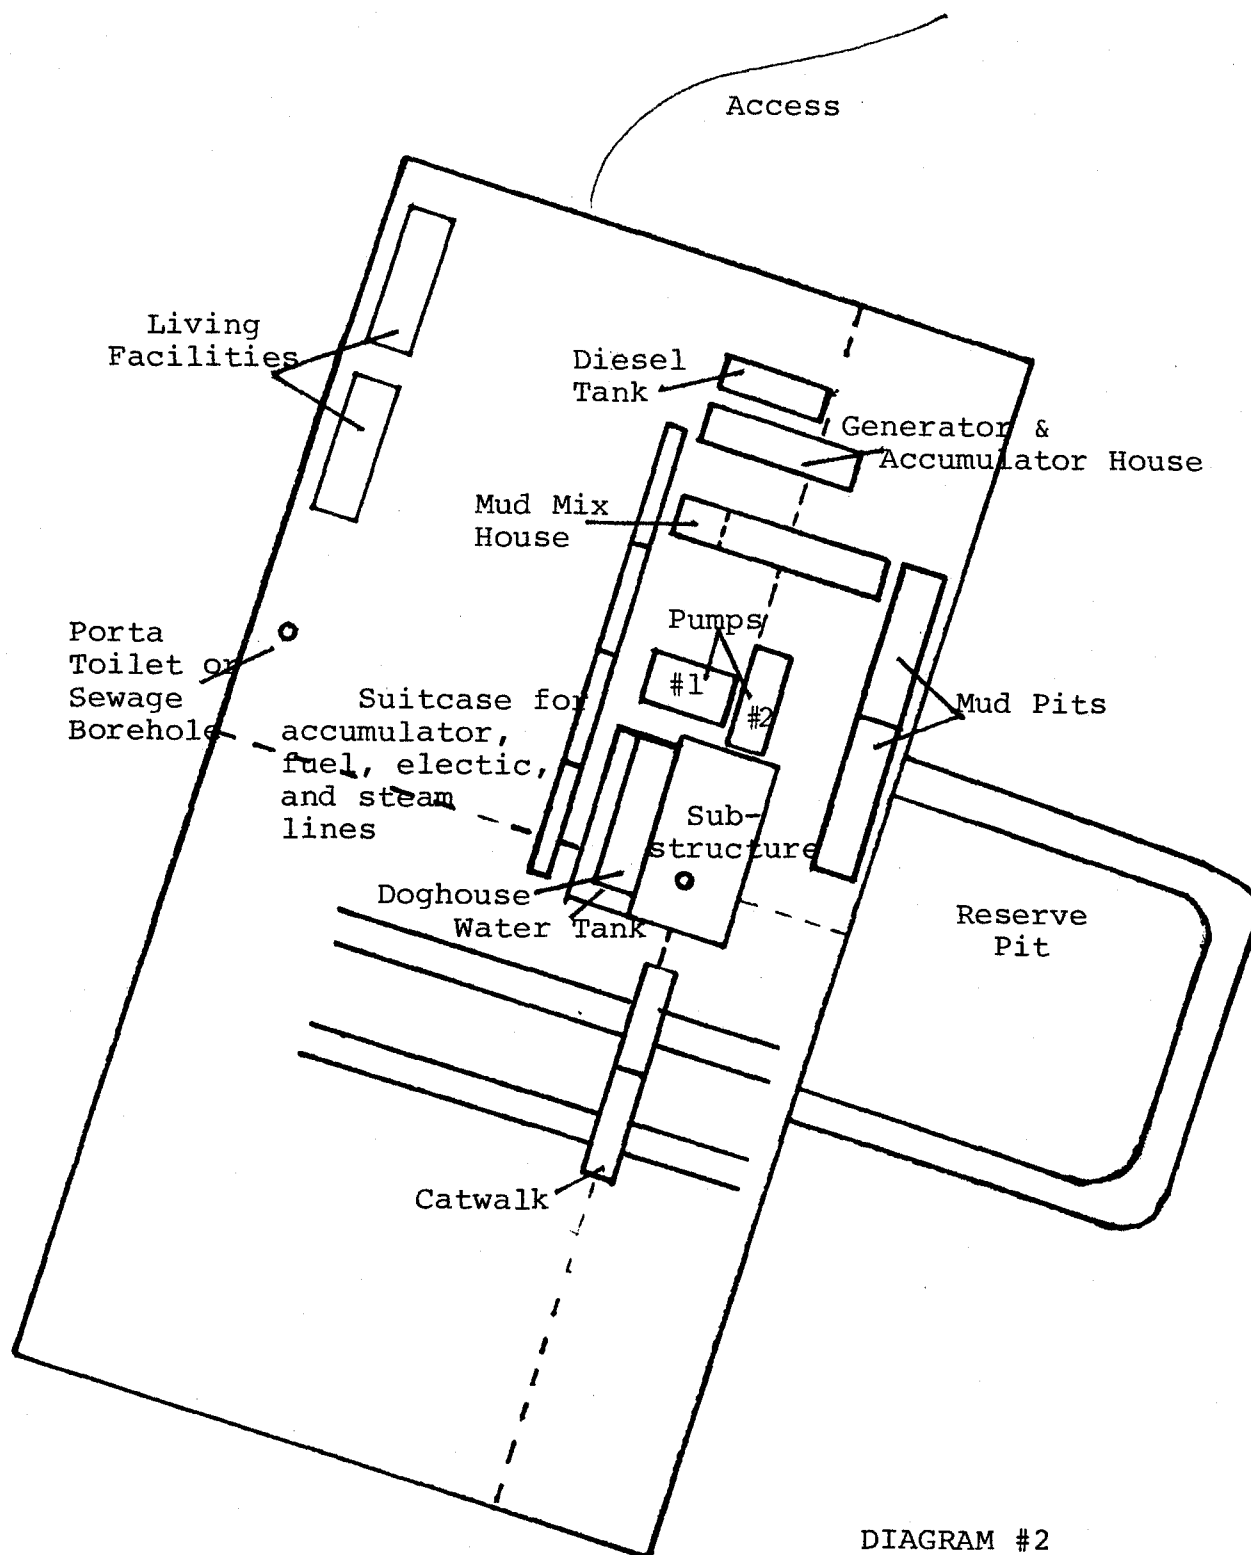 Access
Living
Facilities
Diesel
Tank
Generator &
Accumulator House
Mud Mix
House
Pumps
#1
#2
Mud Pits
Porta
Toilet or
Sewage
Borehole
Suitcase for
accumulator,
fuel, electic,
and steam
lines
Sub-
structure
Doghouse
Water Tank
Reserve
Pit
Catwalk
DIAGRAM #2